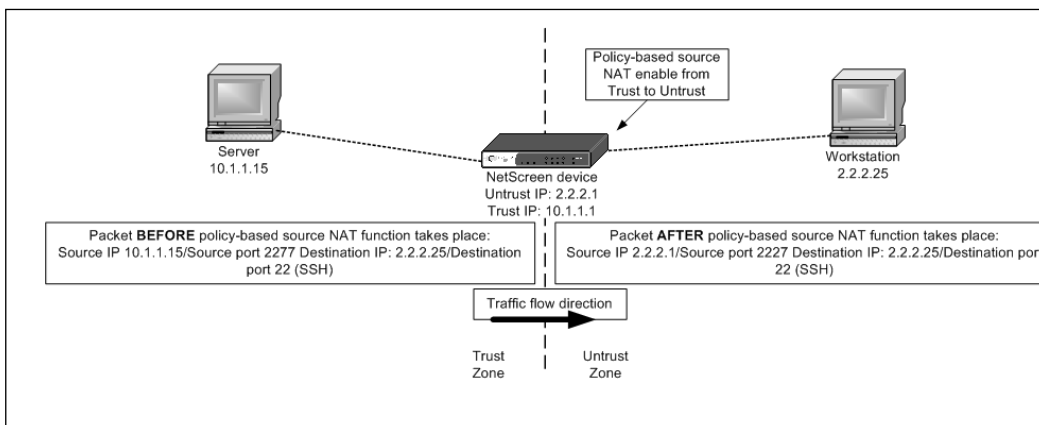 Policy-based source
NAT enable from
Trust to Untrust
Server
10.1.1.15
NetScreen device
Untrust IP: 2.2.2.1
Trust IP: 10.1.1.1
Workstation
2.2.2.25
Packet BEFORE policy-based source NAT function takes place:
Source IP 10.1.1.15/Source port 2277 Destination IP: 2.2.2.25/Destination
port 22 (SSH)
Packet AFTER policy-based source NAT function takes place:
Source IP 2.2.2.1/Source port 2227 Destination IP: 2.2.2.25/Destination port
22 (SSH)
Traffic flow direction
Trust
Zone
Untrust
Zone